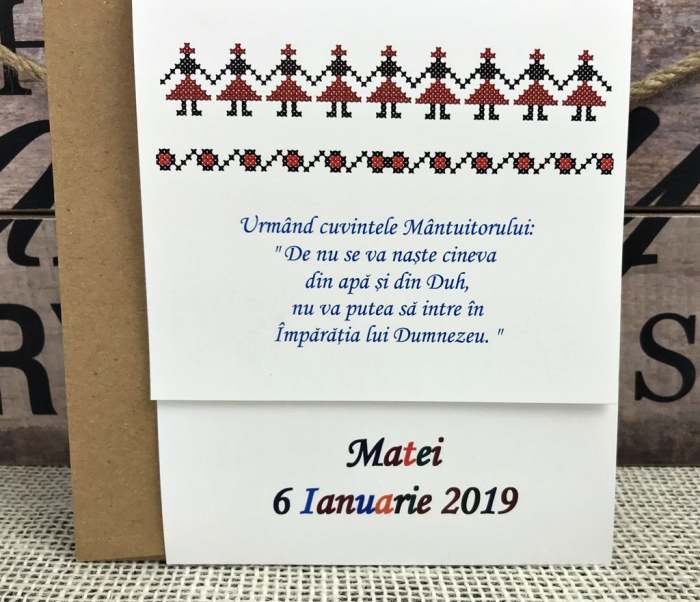 Urmând cuvintele Mântuitorului:
" De nu se va naște cineva
din apă și din Duh,
nu va putea să intre în
Împărăția lui Dumnezeu. "
Matei
6 Ianuarie 2019